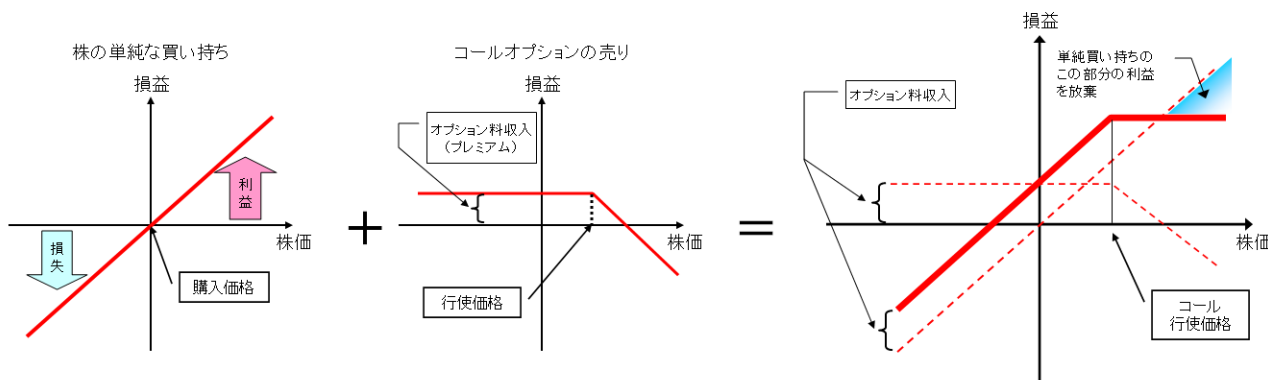 株の単純な買い持ち
損益
利
益
損
失
株価
購入価格
+
コールオプションの売り
損益
オプション料収入
(プレミアム)
株価
行使価格
=
損益
オプション料収入
単純買い持ちの
この部分の利益
を放棄
株価
コール
行使価格